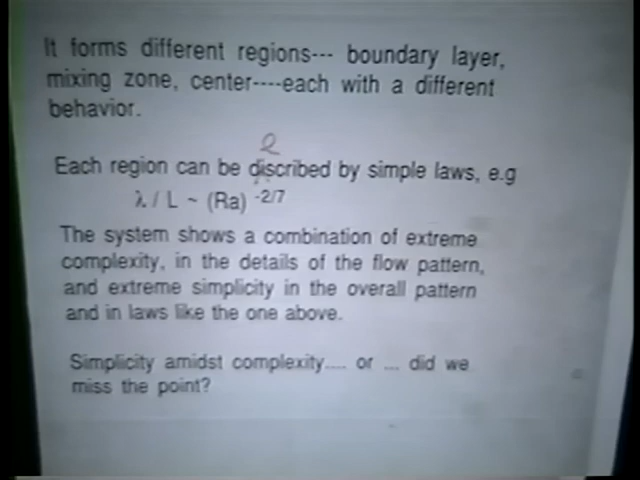 It forms different regions--- boundary layer,
mixing zone, center----each with a different
behavior.
e
Each region can be discribed by simple laws, e.g
λ / L ~ (Ra) -2/7
The system shows a combination of extreme
complexity, in the details of the flow pattern,
and extreme simplicity in the overall pattern
and in laws like the one above.
Simplicity amidst complexity.... or ... did we
miss the point?